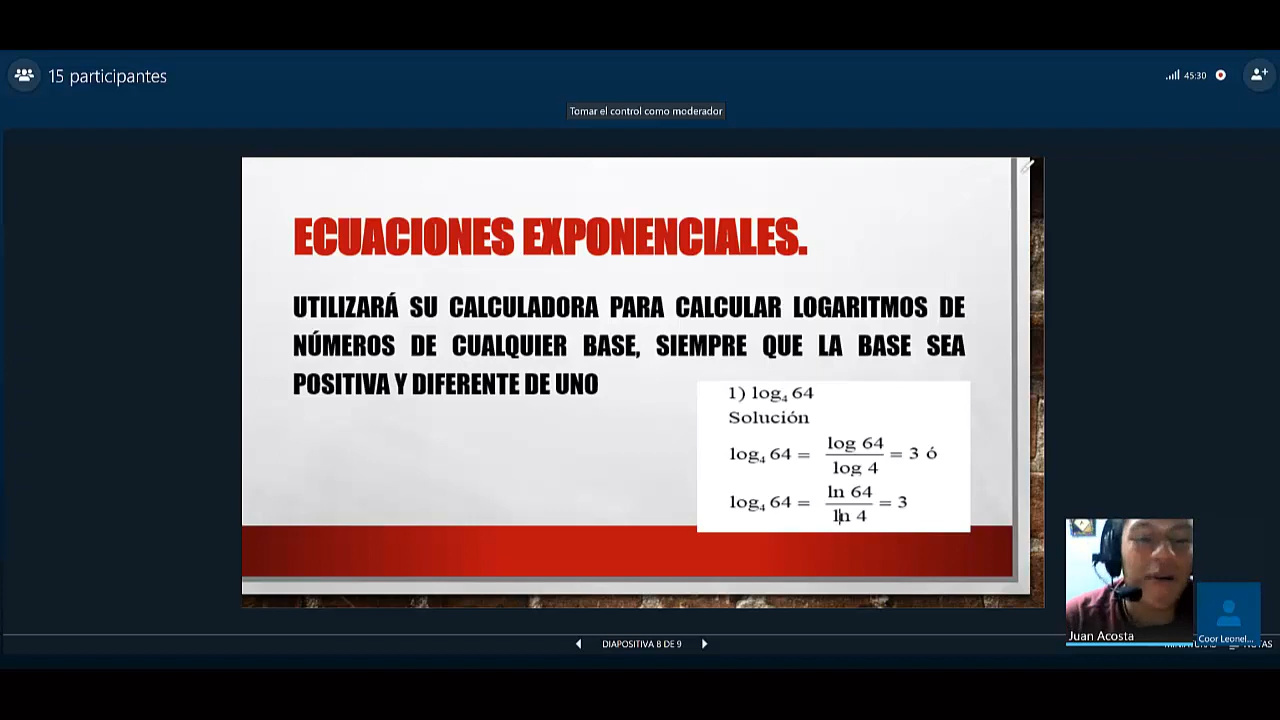 15 participantes
45:30
Tomar el control como moderador
ECUACIONES EXPONENCIALES.
UTILIZARÁ SU CALCULADORA PARA CALCULAR LOGARITMOS DE
NÚMEROS DE CUALQUIER BASE, SIEMPRE QUE LA BASE SEA
POSITIVA Y DIFERENTE DE UNO
1) log₄ 64
Solución
log₄ 64 = log 64 / log 4 = 3 ó
log₄ 64 = ln 64 / ln 4 = 3
Juan Acosta
Coor Leonel...
DIAPOSITIVA 8 DE 9